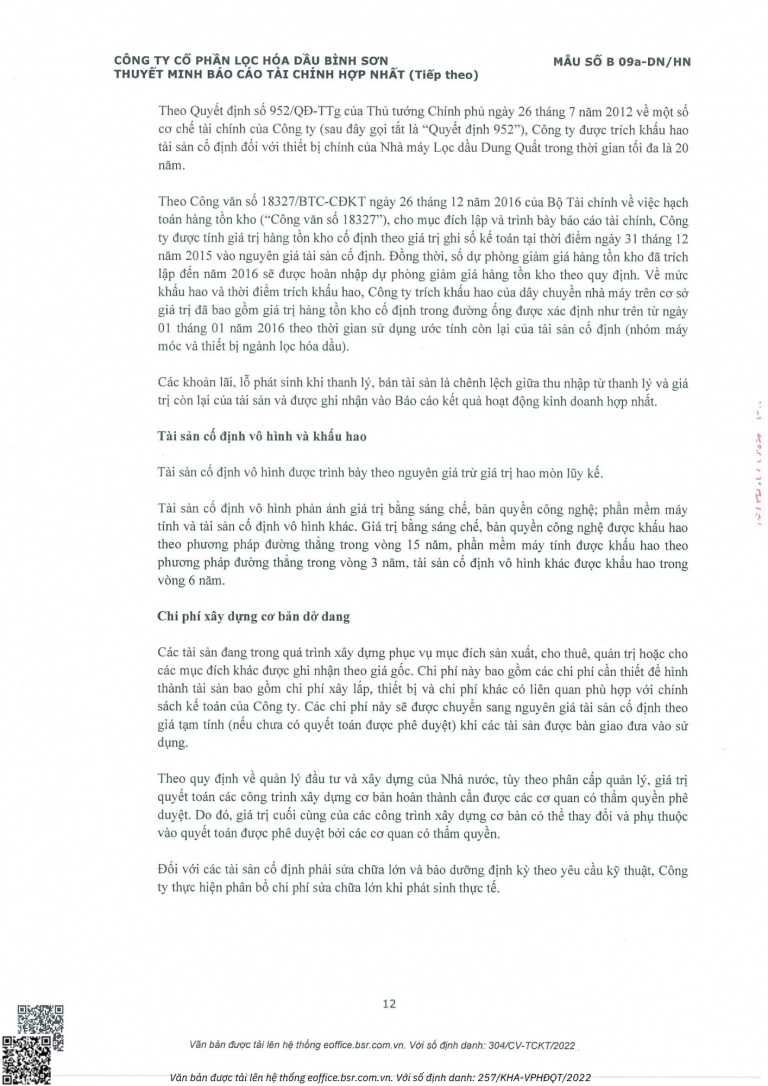 CÔNG TY CỔ PHẦN LỌC HÓA DẦU BÌNH SƠN
MẪU SỐ B 09a-DN/HN
THUYẾT MINH BÁO CÁO TÀI CHÍNH HỢP NHẤT (Tiếp theo)
Theo Quyết định số 952/QĐ-TTg của Thủ tướng Chính phủ ngày 26 tháng 7 năm 2012 về một số
cơ chế tài chính của Công ty (sau đây gọi tắt là “Quyết định 952”), Công ty được trích khấu hao
tài sản cố định đối với thiết bị chính của Nhà máy Lọc dầu Dung Quất trong thời gian tối đa là 20
năm.
Theo Công văn số 18327/BTC-CĐKT ngày 26 tháng 12 năm 2016 của Bộ Tài chính về việc hạch
toán hàng tồn kho (“Công văn số 18327”), cho mục đích lập và trình bày báo cáo tài chính, Công
ty được tính giá trị hàng tồn kho cố định theo giá trị ghi sổ kế toán tại thời điểm ngày 31 tháng 12
năm 2015 vào nguyên giá tài sản cố định. Đồng thời, số dự phòng giảm giá hàng tồn kho đã trích
lập đến năm 2016 sẽ được hoàn nhập dự phòng giảm giá hàng tồn kho theo quy định. Về mức
khấu hao và thời điểm trích khấu hao, Công ty trích khấu hao của dây chuyền nhà máy trên cơ sở
giá trị đã bao gồm giá trị hàng tồn kho cố định trong đường ống được xác định như trên từ ngày
01 tháng 01 năm 2016 theo thời gian sử dụng ước tính còn lại của tài sản cố định (nhóm máy
móc và thiết bị ngành lọc hóa dầu).
Các khoản lãi, lỗ phát sinh khi thanh lý, bán tài sản là chênh lệch giữa thu nhập từ thanh lý và giá
trị còn lại của tài sản và được ghi nhận vào Báo cáo kết quả hoạt động kinh doanh hợp nhất.
Tài sản cố định vô hình và khấu hao
Tài sản cố định vô hình được trình bày theo nguyên giá trừ giá trị hao mòn lũy kế.
Tài sản cố định vô hình phản ánh giá trị bằng sáng chế, bản quyền công nghệ; phần mềm máy
tính và tài sản cố định vô hình khác. Giá trị bằng sáng chế, bản quyền công nghệ được khấu hao
theo phương pháp đường thẳng trong vòng 15 năm, phần mềm máy tính được khấu hao theo
phương pháp đường thẳng trong vòng 3 năm, tài sản cố định vô hình khác được khấu hao trong
vòng 6 năm.
Chi phí xây dựng cơ bản dở dang
Các tài sản đang trong quá trình xây dựng phục vụ mục đích sản xuất, cho thuê, quản trị hoặc cho
các mục đích khác được ghi nhận theo giá gốc. Chi phí này bao gồm các chi phí cần thiết để hình
thành tài sản bao gồm chi phí xây lắp, thiết bị và chi phí khác có liên quan phù hợp với chính
sách kế toán của Công ty. Các chi phí này sẽ được chuyển sang nguyên giá tài sản cố định theo
giá tạm tính (nếu chưa có quyết toán được phê duyệt) khi các tài sản được bàn giao đưa vào sử
dụng.
Theo quy định về quản lý đầu tư và xây dựng của Nhà nước, tùy theo phân cấp quản lý, giá trị
quyết toán các công trình xây dựng cơ bản hoàn thành cần được các cơ quan có thẩm quyền phê
duyệt. Do đó, giá trị cuối cùng của các công trình xây dựng cơ bản có thể thay đổi và phụ thuộc
vào quyết toán được phê duyệt bởi các cơ quan có thẩm quyền.
Đối với các tài sản cố định phải sửa chữa lớn và bảo dưỡng định kỳ theo yêu cầu kỹ thuật, Công
ty thực hiện phân bổ chi phí sửa chữa lớn khi phát sinh thực tế.
12
Văn bản được tải lên hệ thống eoffice.bsr.com.vn. Với số định danh: 304/CV-TCKT/2022
Văn bản được tải lên hệ thống eoffice.bsr.com.vn. Với số định danh: 257/KHA-VPHĐQT/2022